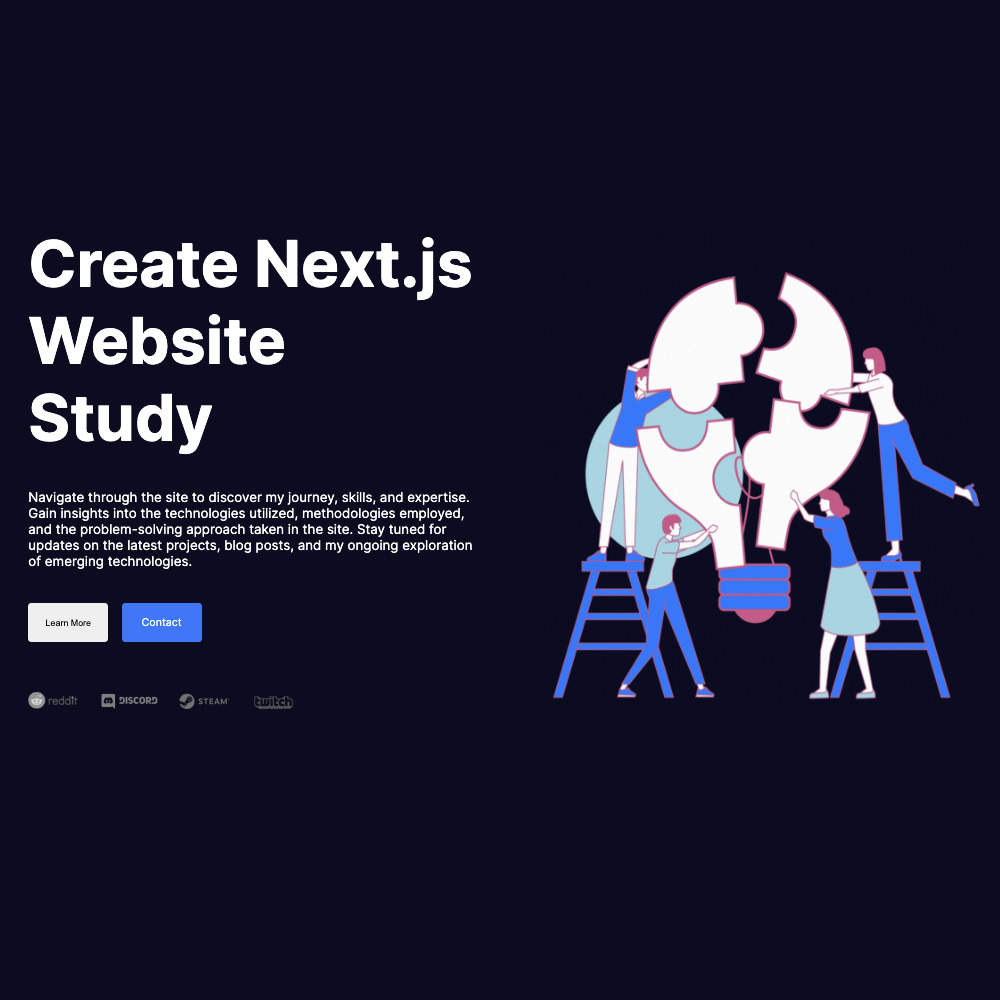 Create Next.js
Website
Study
Navigate through the site to discover my journey, skills, and expertise.
Gain insights into the technologies utilized, methodologies employed,
and the problem-solving approach taken in the site. Stay tuned for
updates on the latest projects, blog posts, and my ongoing exploration
of emerging technologies.
Learn More Contact
reddit DISCORD STEAM twitch